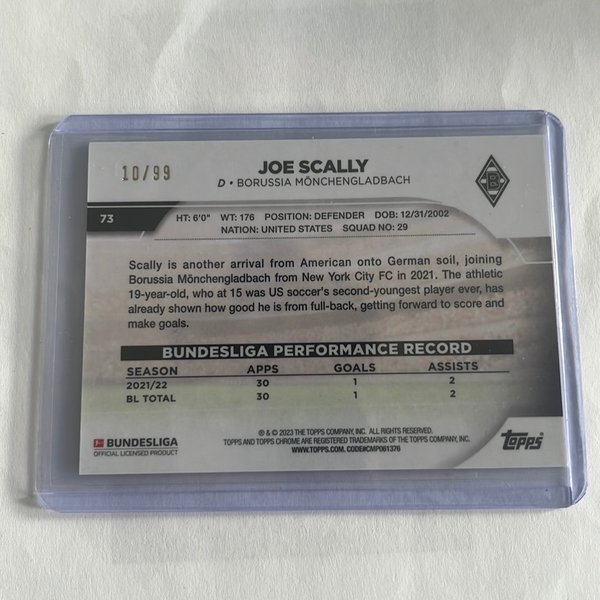 10/99
JOE SCALLY
D • BORUSSIA MÖNCHENGLADBACH
B
73
HT: 6'0" WT: 176 POSITION: DEFENDER DOB: 12/31/2002
NATION: UNITED STATES SQUAD NO: 29
Scally is another arrival from American onto German soil, joining
Borussia Mönchengladbach from New York City FC in 2021. The athletic
19-year-old, who at 15 was US soccer's second-youngest player ever, has
already shown how good he is from full-back, getting forward to score and
make goals.
BUNDESLIGA PERFORMANCE RECORD
SEASON APPS GOALS ASSISTS
2021/22 30 1 2
BL TOTAL 30 1 2
BUNDESLIGA
OFFICIAL LICENSED PRODUCT
® & © 2023 THE TOPPS COMPANY, INC. ALL RIGHTS RESERVED.
TOPPS AND TOPPS CHROME ARE REGISTERED TRADEMARKS OF THE TOPPS COMPANY, INC.
WWW.TOPPS.COM. CODE#CMP061376
topps